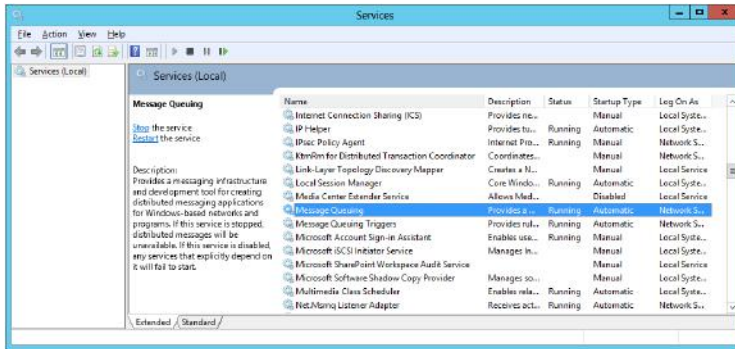 Services
File Action View Help
Services (Local)
Services (Local)
Message Queuing
Stop the service
Restart the service
Description:
Provides a messaging infrastructure
and development tool for creating
distributed messaging applications
for Windows-based networks and
programs. If this service is stopped,
distributed messages will be
unavailable. If this service is disabled,
any services that explicitly depend on
it will fail to start.
Name Description Status Startup Type Log On As
Internet Connection Sharing (ICS) Provides ne... Manual Local Syste...
IP Helper Provides tu... Running Automatic Local Syste...
IPsec Policy Agent Internet Pro... Running Manual Network S...
KtmRm for Distributed Transaction Coordinator Coordinates... Manual Network S...
Link-Layer Topology Discovery Mapper Creates a N... Manual Local Service
Local Session Manager Core Windo... Running Automatic Local Syste...
Media Center Extender Service Allows Med... Disabled Local Service
Message Queuing Provides a ... Running Automatic Network S...
Message Queuing Triggers Provides rul... Running Automatic Network S...
Microsoft Account Sign-in Assistant Enables use... Running Manual Local Syste...
Microsoft iSCSI Initiator Service Manages In... Manual Local Syste...
Microsoft SharePoint Workspace Audit Service Manual Local Service
Microsoft Software Shadow Copy Provider Manages so... Manual Local Syste...
Multimedia Class Scheduler Enables rela... Running Automatic Local Syste...
Net.Msmq Listener Adapter Receives act... Running Automatic Network S...
Extended Standard